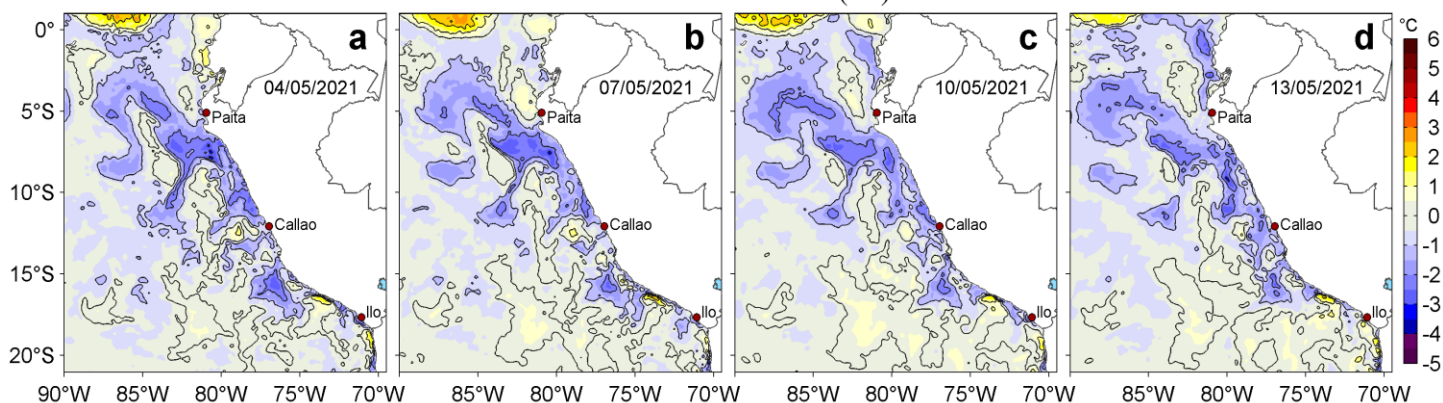 a b c d °C
0° 6
04/05/2021 07/05/2021 10/05/2021 13/05/2021 5
4
5°S 3
Paita Paita Paita Paita 2
10°S 1
Callao Callao Callao Callao 0
-1
15°S -2
Ilo Ilo Ilo Ilo -3
-4
20°S -5
90°W 85°W 80°W 75°W 70°W 85°W 80°W 75°W 70°W 85°W 80°W 75°W 70°W 85°W 80°W 75°W 70°W